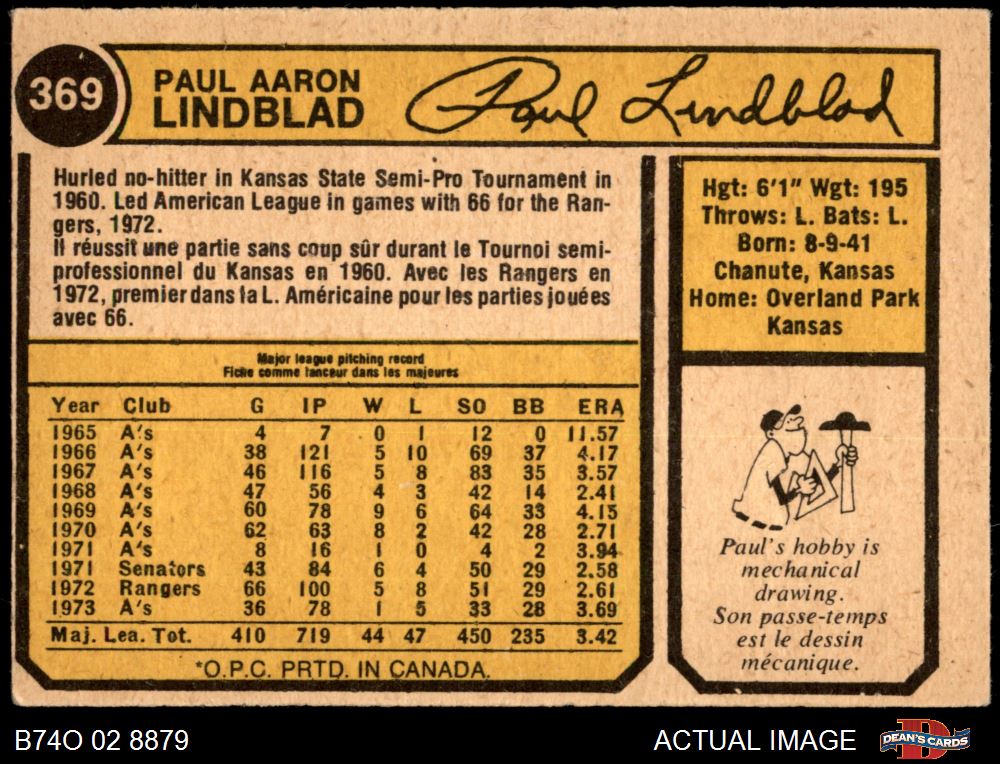 369
PAUL AARON
LINDBLAD
Paul Lindblad
Hurled no-hitter in Kansas State Semi-Pro Tournament in
1960. Led American League in games with 66 for the Ran-
gers, 1972.
Il réussit une partie sans coup sûr durant le Tournoi semi-
professionnel du Kansas en 1960. Avec les Rangers en
1972, premier dans la L. Américaine pour les parties jouées
avec 66.
Hgt: 6'1" Wgt: 195
Throws: L. Bats: L.
Born: 8-9-41
Chanute, Kansas
Home: Overland Park
Kansas
Major league pitching record
Fiche comme lanceur dans les majeures
Year Club G IP W L SO BB ERA
1965 A's 4 7 0 1 12 0 11.57
1966 A's 38 121 5 10 69 37 4.17
1967 A's 46 116 5 8 83 35 3.57
1968 A's 47 56 4 3 42 14 2.41
1969 A's 60 78 9 6 64 33 4.15
1970 A's 62 63 8 2 42 28 2.71
1971 A's 8 16 1 0 4 2 3.94
1971 Senators 43 84 6 4 50 29 2.58
1972 Rangers 66 100 5 8 51 29 2.61
1973 A's 36 78 1 5 33 28 3.69
Maj. Lea. Tot. 410 719 44 47 450 235 3.42
*O.P.C. PRTD. IN CANADA.
Paul's hobby is
mechanical
drawing.
Son passe-temps
est le dessin
mécanique.
B74O 02 8879
ACTUAL IMAGE
D
DEAN'S CARDS